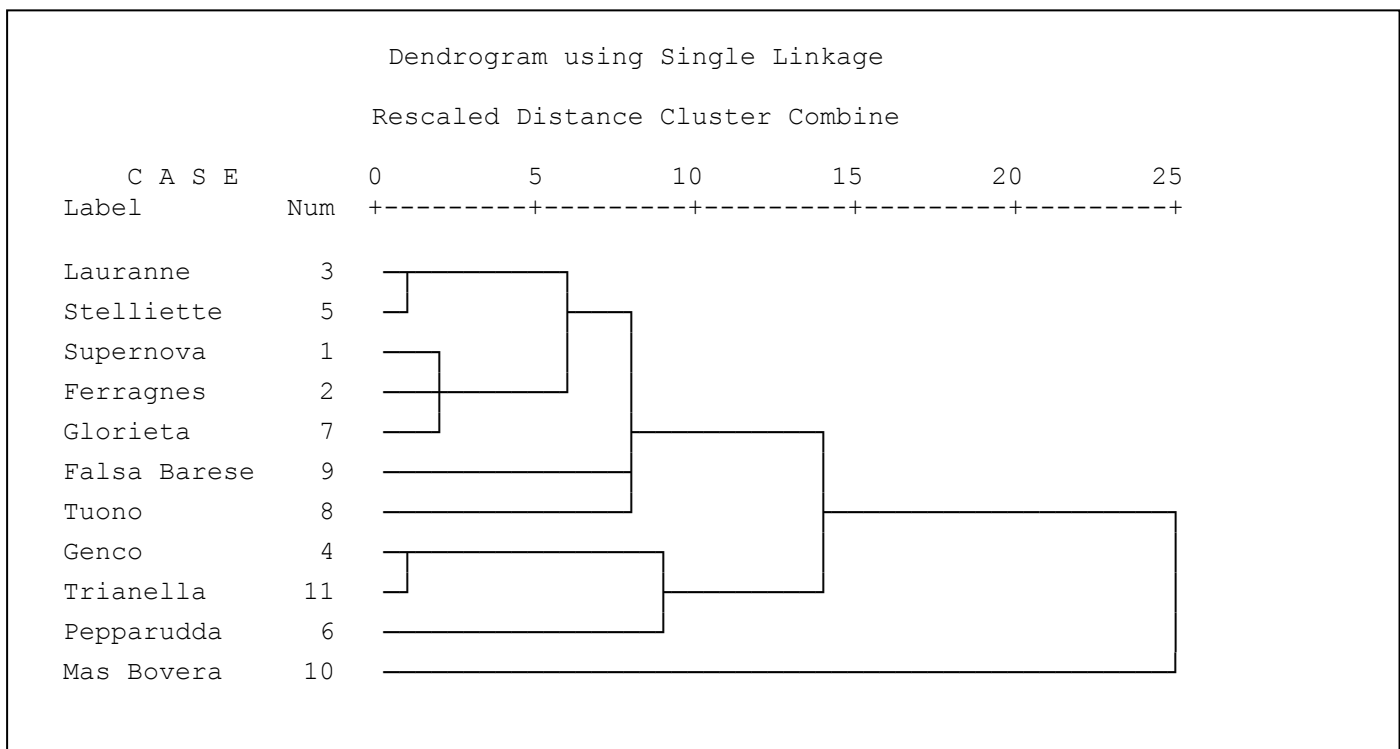 Dendrogram using Single Linkage
Rescaled Distance Cluster Combine
C A S E 0 5 10 15 20 25
Label Num +---------+---------+---------+---------+---------+
Lauranne 3
Stelliette 5
Supernova 1
Ferragnes 2
Glorieta 7
Falsa Barese 9
Tuono 8
Genco 4
Trianella 11
Pepparudda 6
Mas Bovera 10